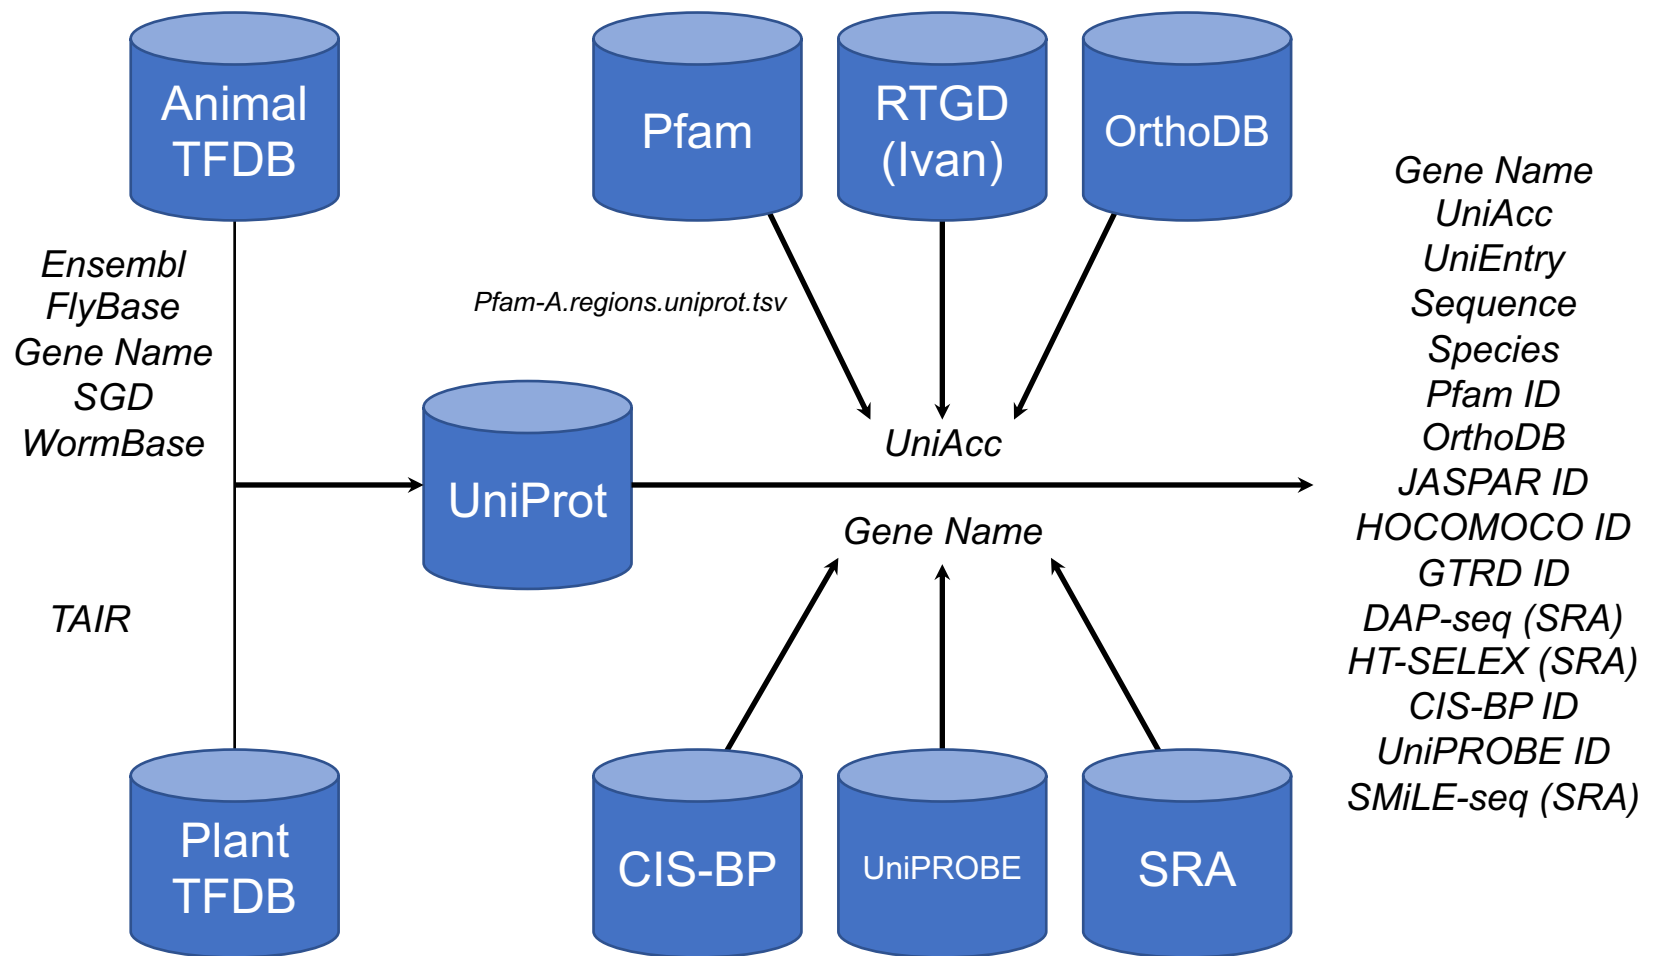 Animal
TFDB
Pfam
RTGD
(Ivan)
OrthoDB
Ensembl
FlyBase
Gene Name
SGD
WormBase
Pfam-A.regions.uniprot.tsv
UniProt
UniAcc
Gene Name
TAIR
Plant
TFDB
CIS-BP
UniPROBE
SRA
Gene Name
UniAcc
UniEntry
Sequence
Species
Pfam ID
OrthoDB
JASPAR ID
HOCOMOCO ID
GTRD ID
DAP-seq (SRA)
HT-SELEX (SRA)
CIS-BP ID
UniPROBE ID
SMiLE-seq (SRA)